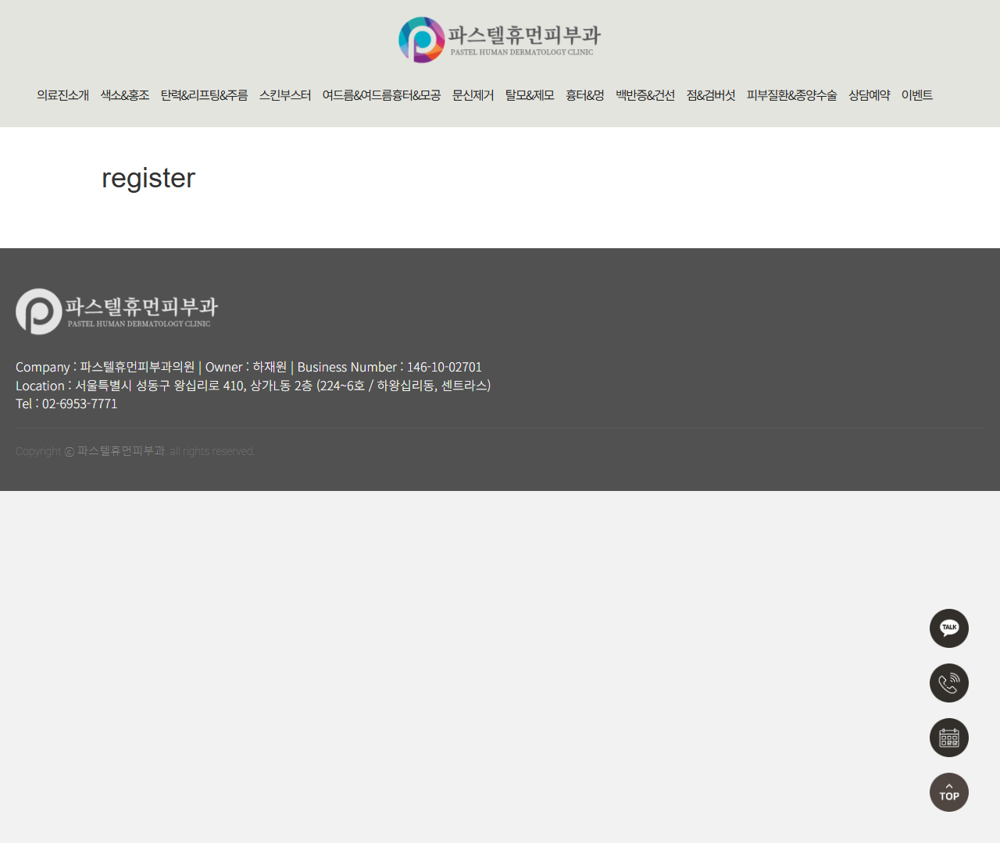 파스텔휴먼피부과
PASTEL HUMAN DERMATOLOGY CLINIC
의료진소개 색소&홍조 탄력&리프팅&주름 스킨부스터 여드름&여드름흉터&모공 문신제거 탈모&제모 흉터&멍 백반증&건선 점&검버섯 피부질환&종양수술 상담예약 이벤트
register
파스텔휴먼피부과
PASTEL HUMAN DERMATOLOGY CLINIC
Company : 파스텔휴먼피부과의원 | Owner : 하재원 | Business Number : 146-10-02701
Location : 서울특별시 성동구 왕십리로 410, 상가L동 2층 (224~6호 / 하왕십리동, 센트라스)
Tel : 02-6953-7771
Copyright ⓒ 파스텔휴먼피부과. all rights reserved.
TALK
TOP